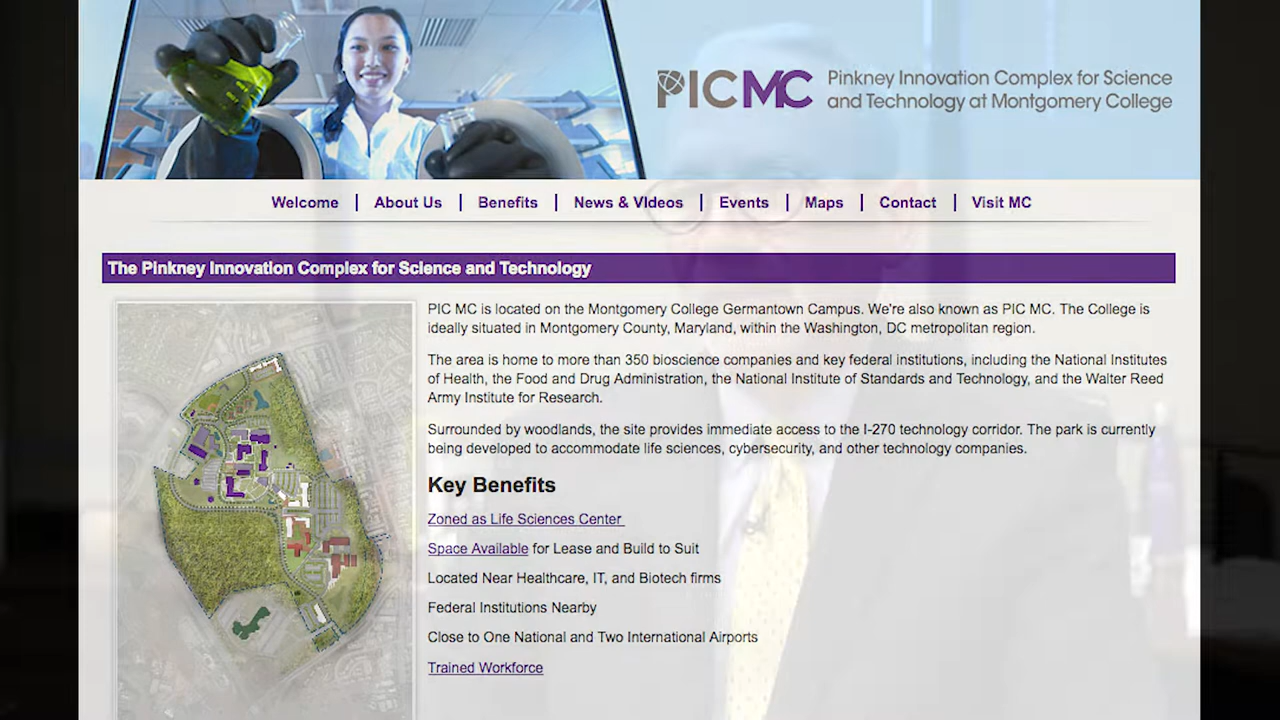 PICMC Pinkney Innovation Complex for Science
and Technology at Montgomery College
Welcome | About Us | Benefits | News & VIdeos | Events | Maps | Contact | Visit MC
The Pinkney Innovation Complex for Science and Technology
PIC MC is located on the Montgomery College Germantown Campus. We're also known as PIC MC. The College is
ideally situated in Montgomery County, Maryland, within the Washington, DC metropolitan region.
The area is home to more than 350 bioscience companies and key federal institutions, including the National Institutes
of Health, the Food and Drug Administration, the National Institute of Standards and Technology, and the Walter Reed
Army Institute for Research.
Surrounded by woodlands, the site provides immediate access to the I-270 technology corridor. The park is currently
being developed to accommodate life sciences, cybersecurity, and other technology companies.
Key Benefits
Zoned as Life Sciences Center
Space Available for Lease and Build to Suit
Located Near Healthcare, IT, and Biotech firms
Federal Institutions Nearby
Close to One National and Two International Airports
Trained Workforce